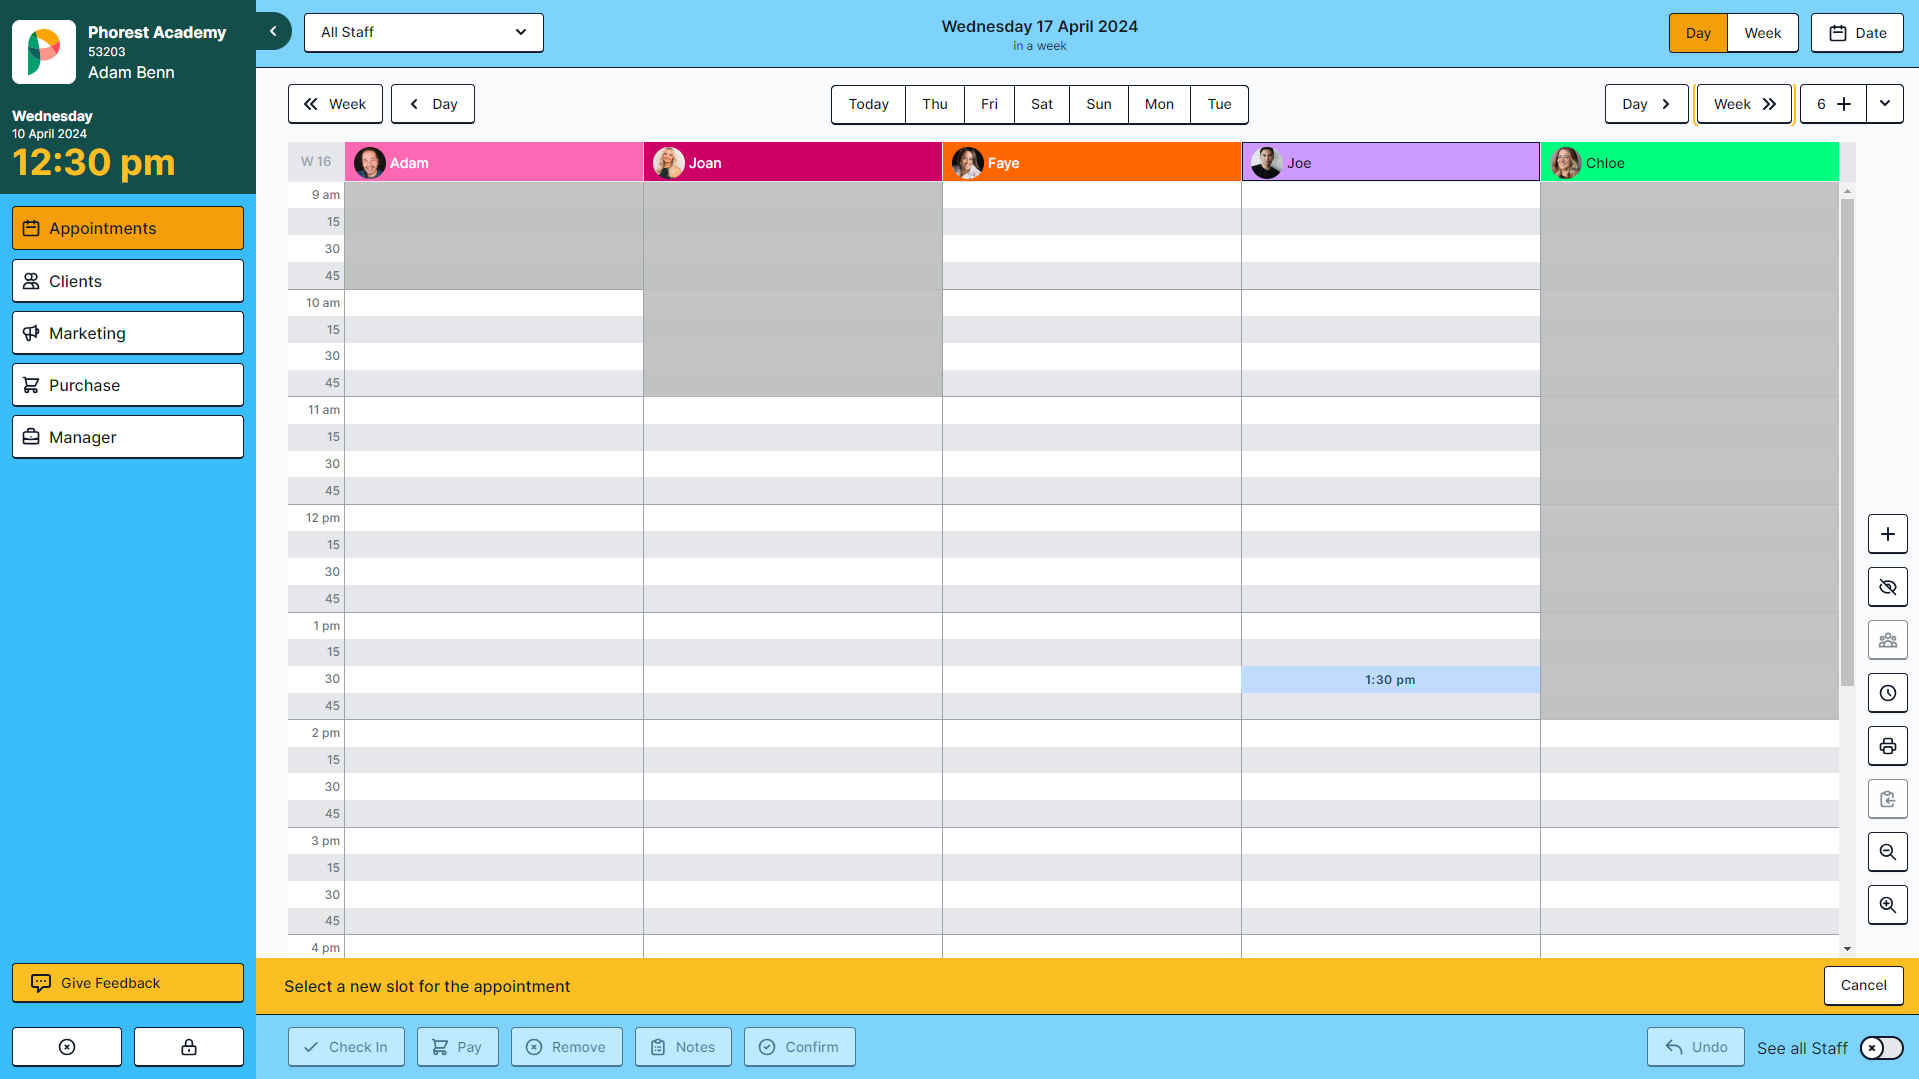 Phorest Academy
53203
Adam Benn
Wednesday
10 April 2024
12:30 pm
Appointments
Clients
Marketing
Purchase
Manager
Give Feedback
All Staff
Wednesday 17 April 2024
in a week
Day
Week
Date
Week
Day
Today
Thu
Fri
Sat
Sun
Mon
Tue
Day
Week
6
W 16
Adam
Joan
Faye
Joe
Chloe
9 am
15
30
45
10 am
15
30
45
11 am
15
30
45
12 pm
15
30
45
1 pm
15
30
1:30 pm
45
2 pm
15
30
45
3 pm
15
30
45
4 pm
Select a new slot for the appointment
Cancel
Check In
Pay
Remove
Notes
Confirm
Undo
See all Staff